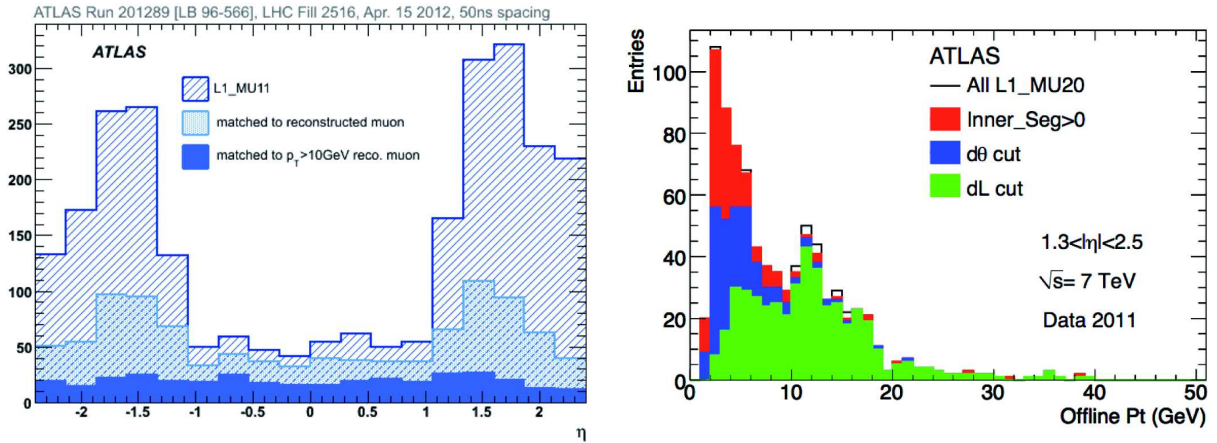 ATLAS Run 201289 [LB 96-566], LHC Fill 2516, Apr. 15 2012, 50ns spacing
ATLAS
L1_MU11
matched to reconstructed muon
matched to pT>10GeV reco. muon
300
250
200
150
100
50
0
-2 -1.5 -1 -0.5 0 0.5 1 1.5 2
η
Entries
ATLAS
All L1_MU20
Inner_Seg>0
dθ cut
dL cut
1.3<|η|<2.5
√s= 7 TeV
Data 2011
100
80
60
40
20
0
0 10 20 30 40 50
Offline Pt (GeV)